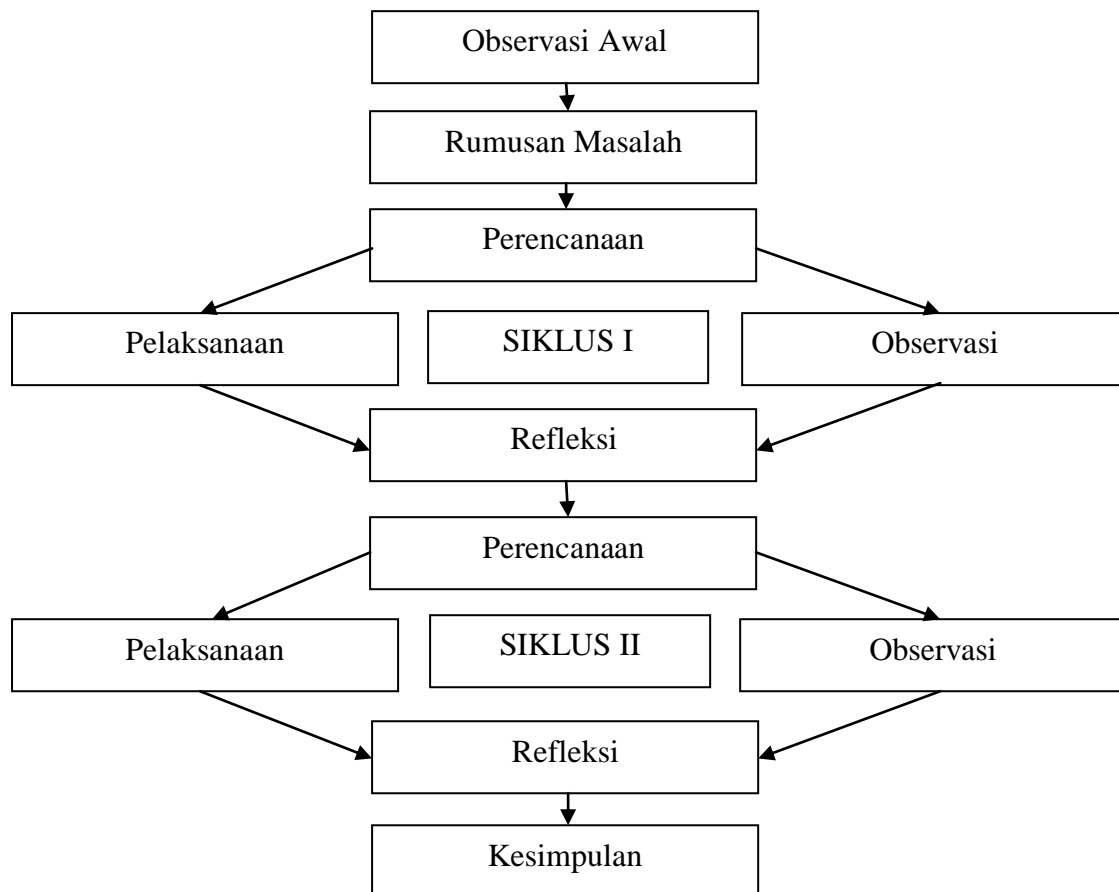 Observasi Awal
Rumusan Masalah
Perencanaan
Pelaksanaan
SIKLUS I
Observasi
Refleksi
Perencanaan
Pelaksanaan
SIKLUS II
Observasi
Refleksi
Kesimpulan